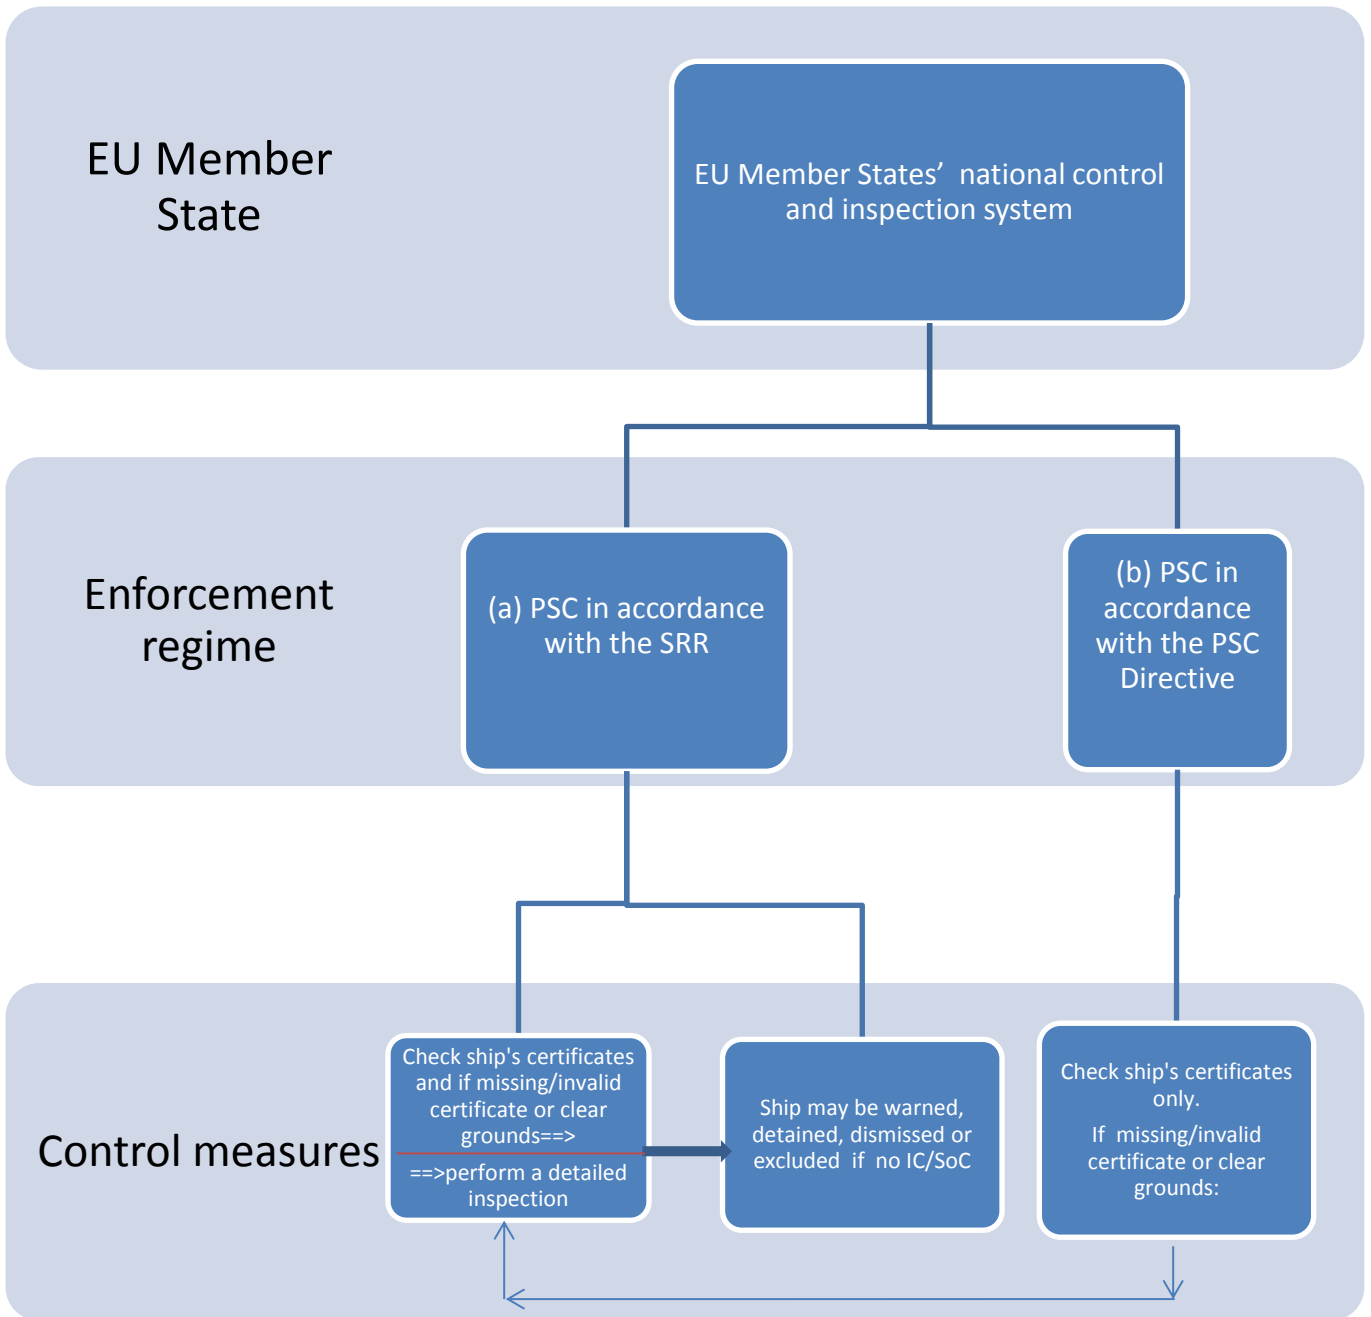 EU Member
State
EU Member States’ national control
and inspection system
Enforcement
regime
(a) PSC in accordance
with the SRR
(b) PSC in
accordance
with the PSC
Directive
Control measures
Check ship's certificates
and if missing/invalid
certificate or clear
grounds==>
==>perform a detailed
inspection
Ship may be warned,
detained, dismissed or
excluded if no IC/SoC
Check ship's certificates
only.
If missing/invalid
certificate or clear
grounds: